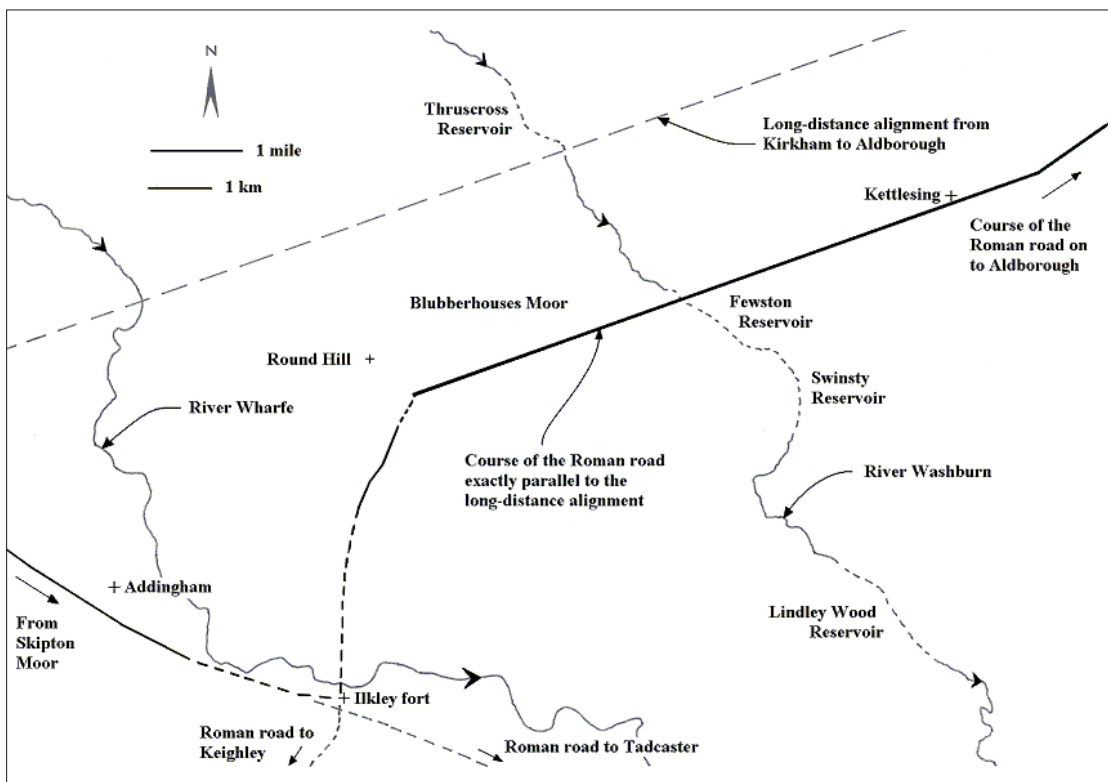 N
Thruscross
Reservoir
1 mile
Long-distance alignment from
Kirkham to Aldborough
1 km
Kettlesing
Course of the
Roman road on
to Aldborough
Blubberhouses Moor
Fewston
Reservoir
Round Hill
Swinsty
Reservoir
River Wharfe
Course of the Roman road
exactly parallel to the
long-distance alignment
River Washburn
Addingham
From
Skipton
Moor
Lindley Wood
Reservoir
Ilkley fort
Roman road to
Keighley
Roman road to Tadcaster